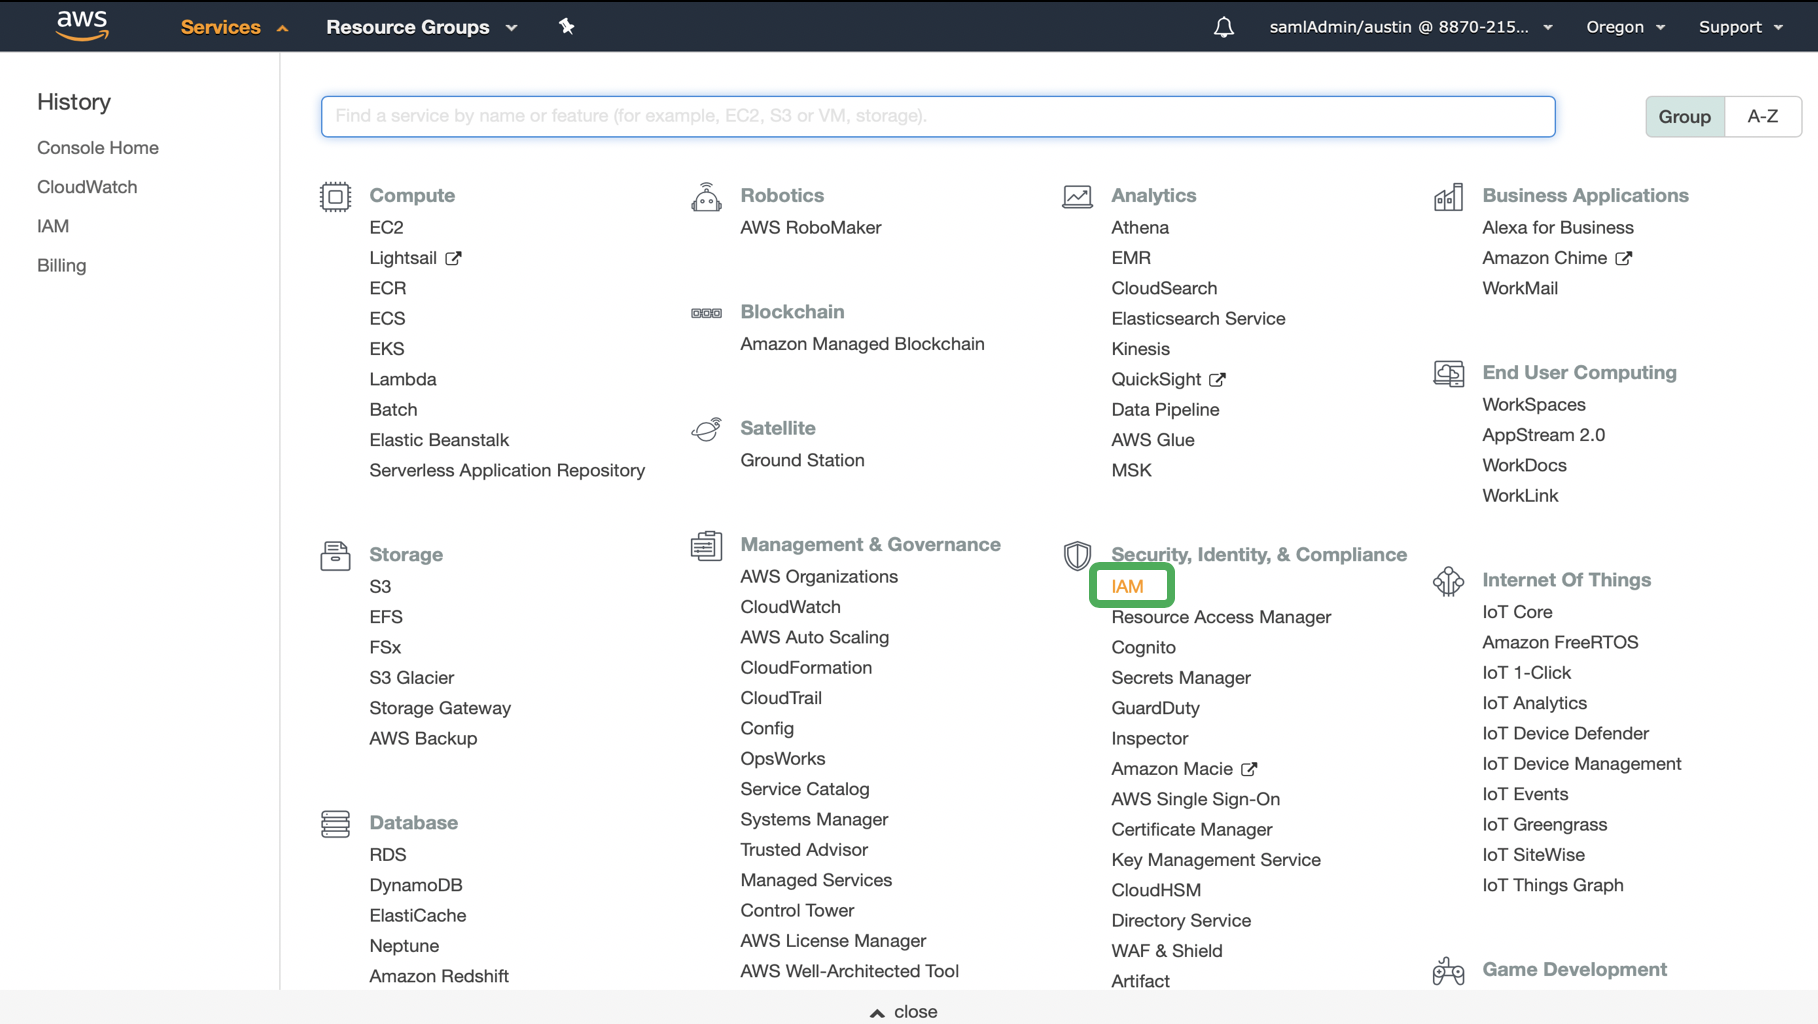 aws
Services
Resource Groups
samlAdmin/austin @ 8870-215...
Oregon
Support
History
Console Home
CloudWatch
IAM
Billing
Find a service by name or feature (for example, EC2, S3 or VM, storage).
Group
A-Z
Compute
EC2
Lightsail
ECR
ECS
EKS
Lambda
Batch
Elastic Beanstalk
Serverless Application Repository
Storage
S3
EFS
FSx
S3 Glacier
Storage Gateway
AWS Backup
Database
RDS
DynamoDB
ElastiCache
Neptune
Amazon Redshift
Robotics
AWS RoboMaker
Blockchain
Amazon Managed Blockchain
Satellite
Ground Station
Management & Governance
AWS Organizations
CloudWatch
AWS Auto Scaling
CloudFormation
CloudTrail
Config
OpsWorks
Service Catalog
Systems Manager
Trusted Advisor
Managed Services
Control Tower
AWS License Manager
AWS Well-Architected Tool
Analytics
Athena
EMR
CloudSearch
Elasticsearch Service
Kinesis
QuickSight
Data Pipeline
AWS Glue
MSK
Security, Identity, & Compliance
IAM
Resource Access Manager
Cognito
Secrets Manager
GuardDuty
Inspector
Amazon Macie
AWS Single Sign-On
Certificate Manager
Key Management Service
CloudHSM
Directory Service
WAF & Shield
Artifact
Business Applications
Alexa for Business
Amazon Chime
WorkMail
End User Computing
WorkSpaces
AppStream 2.0
WorkDocs
WorkLink
Internet Of Things
IoT Core
Amazon FreeRTOS
IoT 1-Click
IoT Analytics
IoT Device Defender
IoT Device Management
IoT Events
IoT Greengrass
IoT SiteWise
IoT Things Graph
Game Development
close